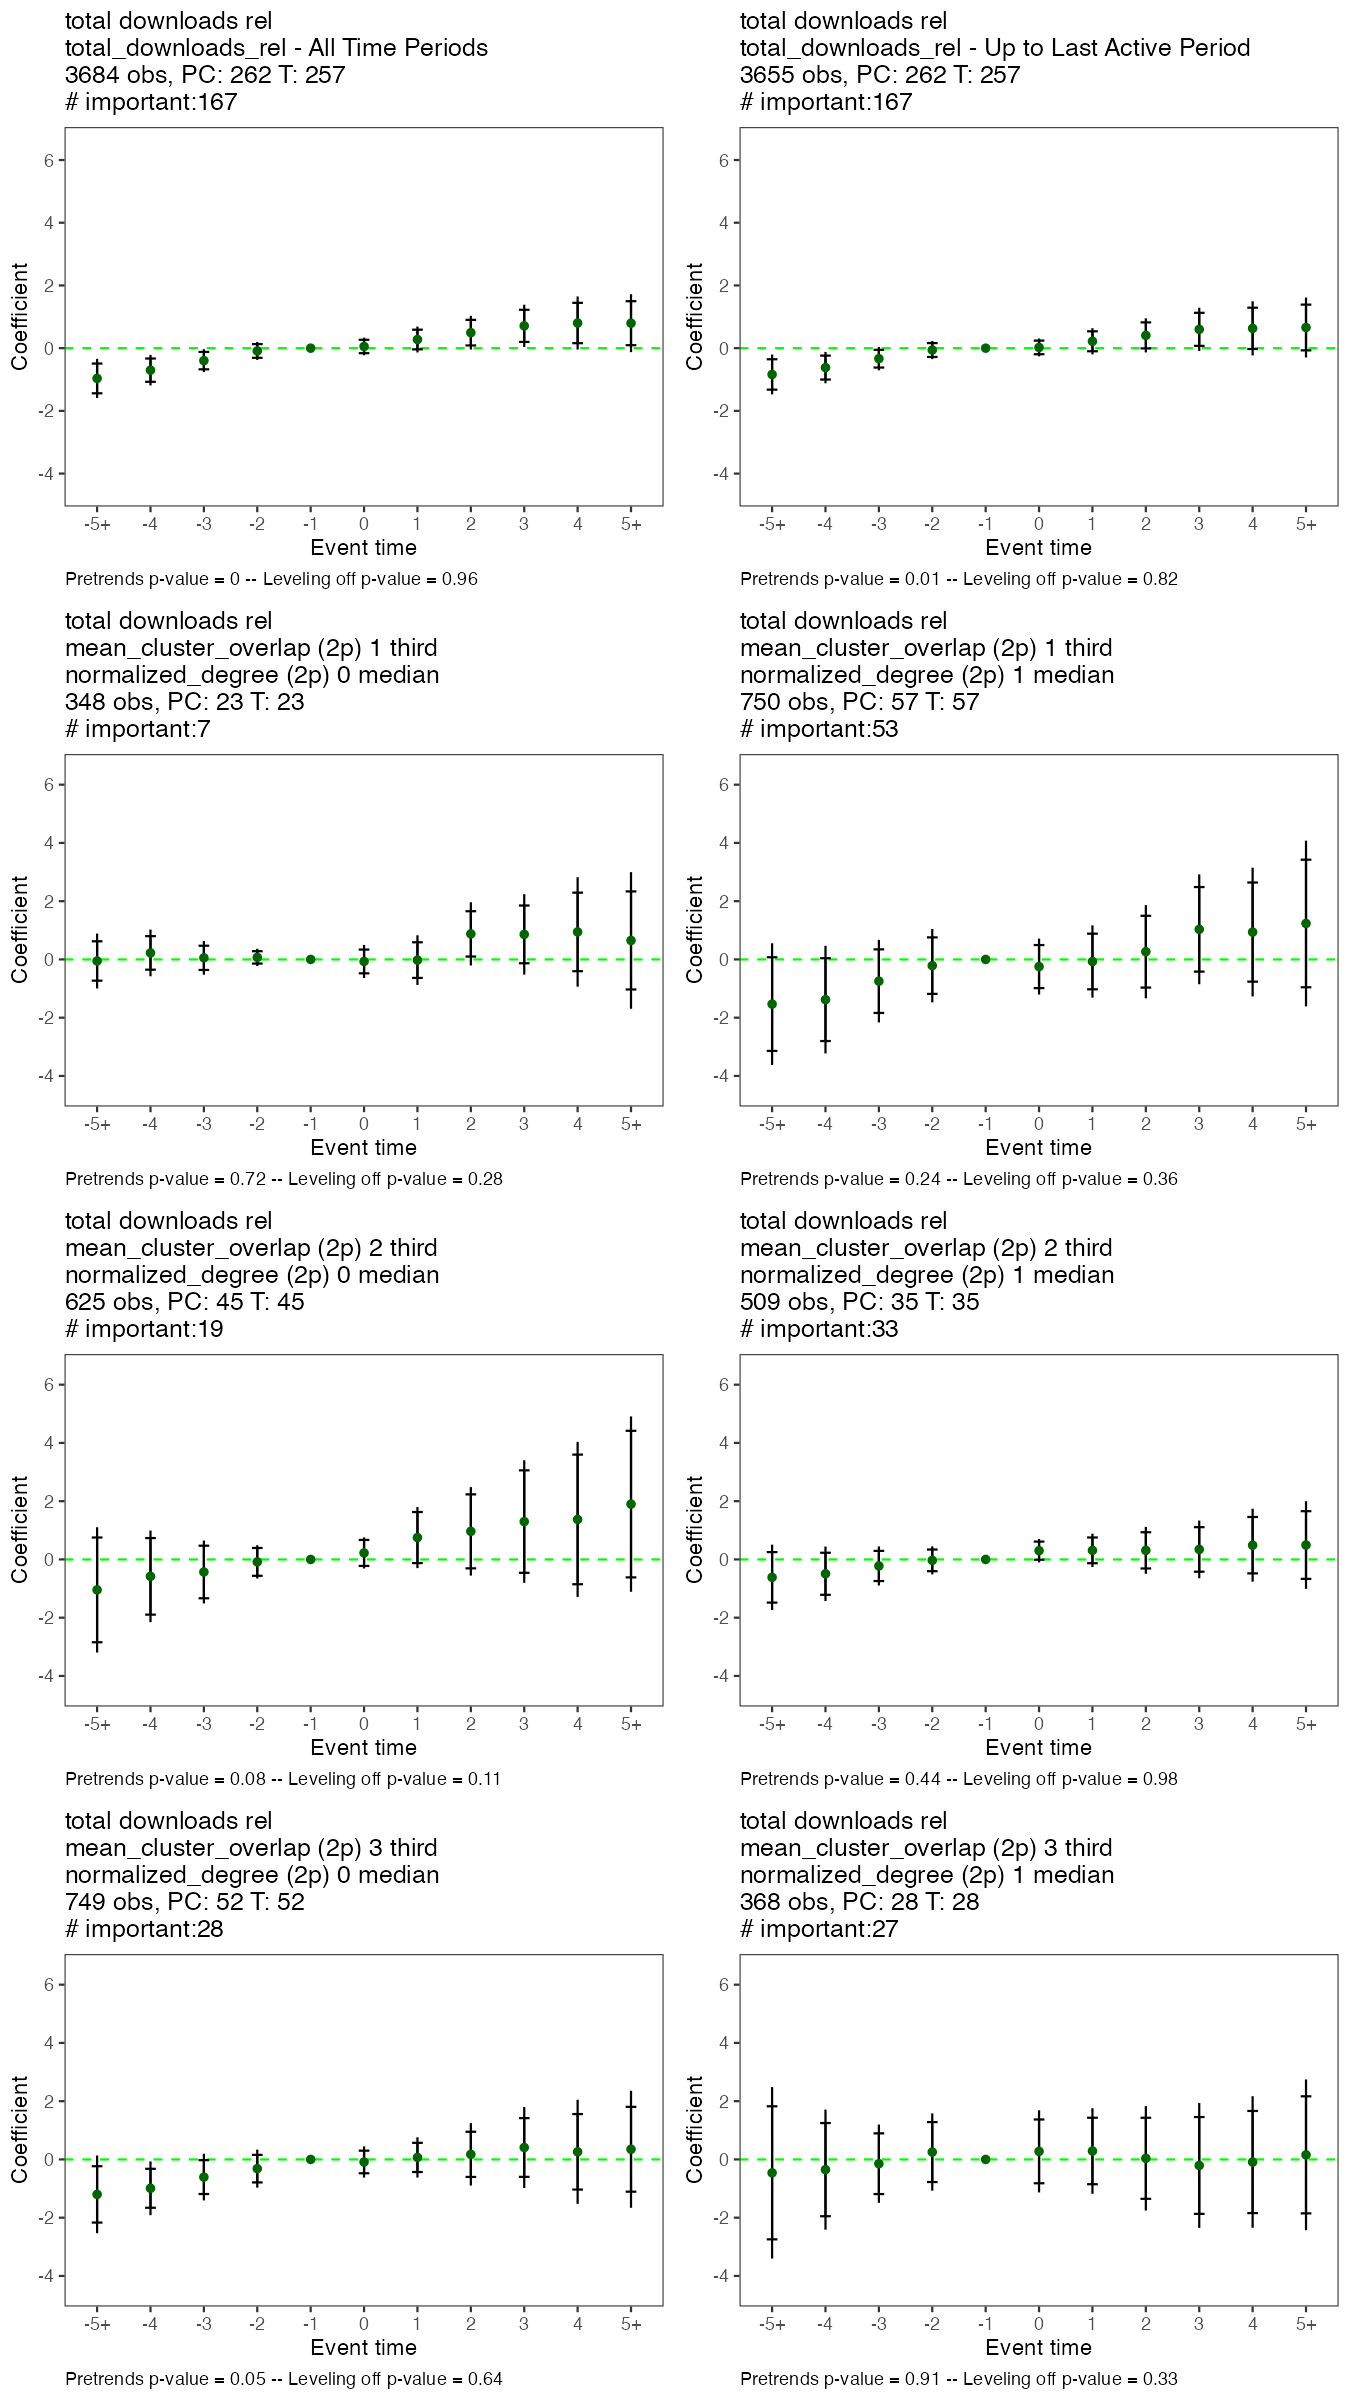 total downloads rel
total_downloads_rel - All Time Periods
3684 obs, PC: 262 T: 257
# important:167
6
4
2
0
-2
-4
Coefficient
-5+ -4 -3 -2 -1 0 1 2 3 4 5+
Event time
Pretrends p-value = 0 -- Leveling off p-value = 0.96
total downloads rel
total_downloads_rel - Up to Last Active Period
3655 obs, PC: 262 T: 257
# important:167
6
4
2
0
-2
-4
Coefficient
-5+ -4 -3 -2 -1 0 1 2 3 4 5+
Event time
Pretrends p-value = 0.01 -- Leveling off p-value = 0.82
total downloads rel
mean_cluster_overlap (2p) 1 third
normalized_degree (2p) 0 median
348 obs, PC: 23 T: 23
# important:7
6
4
2
0
-2
-4
Coefficient
-5+ -4 -3 -2 -1 0 1 2 3 4 5+
Event time
Pretrends p-value = 0.72 -- Leveling off p-value = 0.28
total downloads rel
mean_cluster_overlap (2p) 1 third
normalized_degree (2p) 1 median
750 obs, PC: 57 T: 57
# important:53
6
4
2
0
-2
-4
Coefficient
-5+ -4 -3 -2 -1 0 1 2 3 4 5+
Event time
Pretrends p-value = 0.24 -- Leveling off p-value = 0.36
total downloads rel
mean_cluster_overlap (2p) 2 third
normalized_degree (2p) 0 median
625 obs, PC: 45 T: 45
# important:19
6
4
2
0
-2
-4
Coefficient
-5+ -4 -3 -2 -1 0 1 2 3 4 5+
Event time
Pretrends p-value = 0.08 -- Leveling off p-value = 0.11
total downloads rel
mean_cluster_overlap (2p) 2 third
normalized_degree (2p) 1 median
509 obs, PC: 35 T: 35
# important:33
6
4
2
0
-2
-4
Coefficient
-5+ -4 -3 -2 -1 0 1 2 3 4 5+
Event time
Pretrends p-value = 0.44 -- Leveling off p-value = 0.98
total downloads rel
mean_cluster_overlap (2p) 3 third
normalized_degree (2p) 0 median
749 obs, PC: 52 T: 52
# important:28
6
4
2
0
-2
-4
Coefficient
-5+ -4 -3 -2 -1 0 1 2 3 4 5+
Event time
Pretrends p-value = 0.05 -- Leveling off p-value = 0.64
total downloads rel
mean_cluster_overlap (2p) 3 third
normalized_degree (2p) 1 median
368 obs, PC: 28 T: 28
# important:27
6
4
2
0
-2
-4
Coefficient
-5+ -4 -3 -2 -1 0 1 2 3 4 5+
Event time
Pretrends p-value = 0.91 -- Leveling off p-value = 0.33